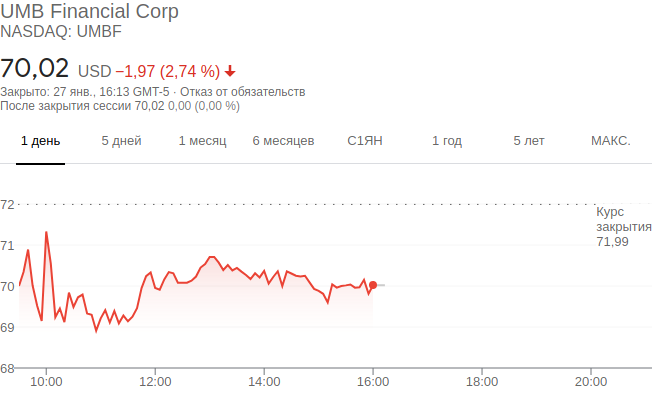 UMB Financial Corp
NASDAQ: UMBF
70,02 USD −1,97 (2,74 %)
Закрыто: 27 янв., 16:13 GMT-5 · Отказ от обязательств
После закрытия сессии 70,02 0,00 (0,00 %)
1 день 5 дней 1 месяц 6 месяцев С1ЯН 1 год 5 лет МАКС.
72
Курс
закрытия
71,99
71
70
69
68
10:00 12:00 14:00 16:00 18:00 20:00